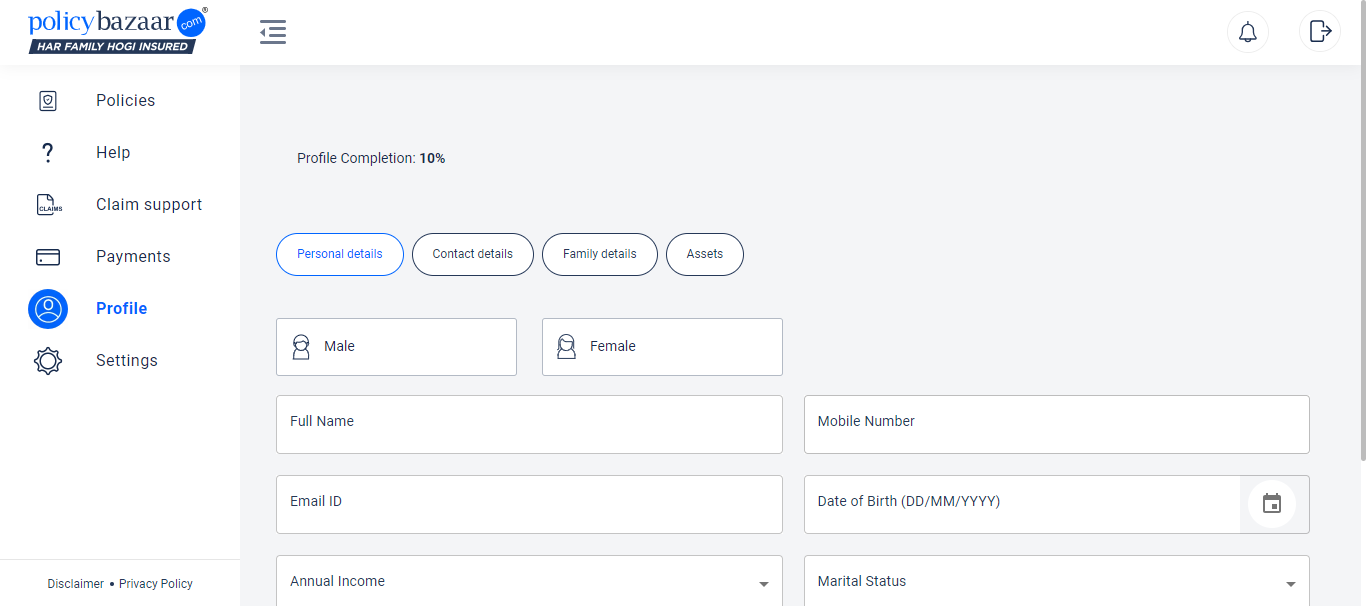 policybazaar.com®
HAR FAMILY HOGI INSURED
Policies
Help
CLAIMS
Claim support
Payments
Profile
Settings
Disclaimer • Privacy Policy
Profile Completion: 10%
Personal details
Contact details
Family details
Assets
Male
Female
Full Name
Mobile Number
Email ID
Date of Birth (DD/MM/YYYY)
Annual Income
Marital Status